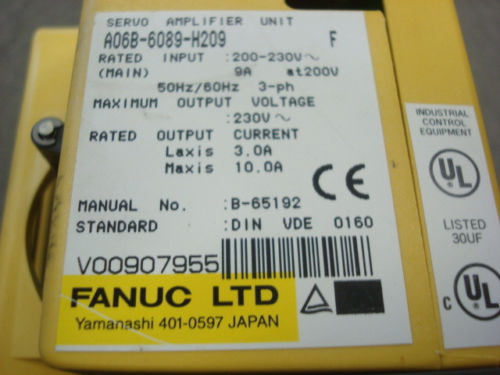 SERVO AMPLIFIER UNIT
A06B-6089-H209 F
RATED INPUT :200-230V~
(MAIN) 9A at200V
50Hz/60Hz 3-ph
MAXIMUM OUTPUT VOLTAGE
:230V~
RATED OUTPUT CURRENT
Laxis 3.0A
Maxis 10.0A
CE
MANUAL No. :B-65192
STANDARD :DIN VDE 0160
V00907955
FANUC LTD
Yamanashi 401-0597 JAPAN
INDUSTRIAL
CONTROL
EQUIPMENT
UL
LISTED
30UF
C UL